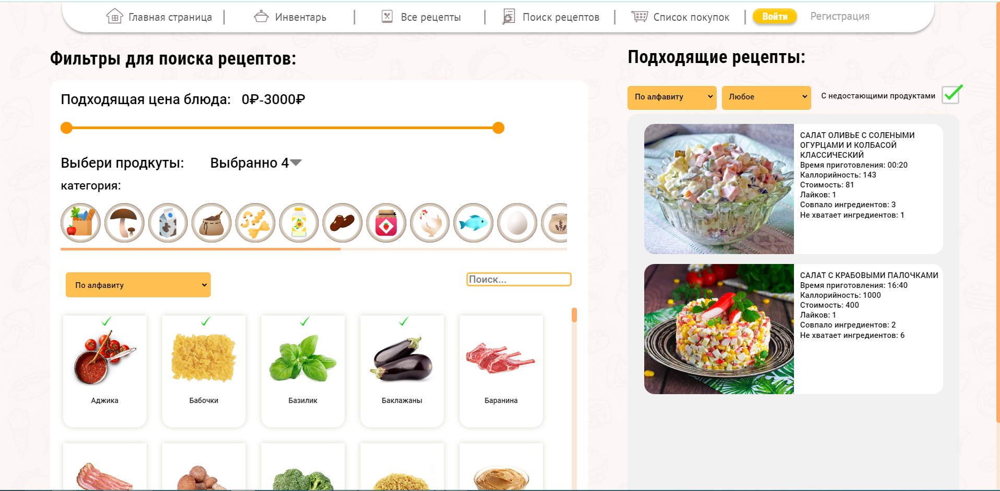 Главная страница
Инвентарь
Все рецепты
Поиск рецептов
Список покупок
Войти
Регистрация
Фильтры для поиска рецептов:
Подходящая цена блюда: 0₽-3000₽
Выбери продкуты: Выбранно 4
категория:
По алфавиту
Поиск...
Аджика
Бабочки
Базилик
Баклажаны
Баранина
Подходящие рецепты:
По алфавиту
Любое
С недостающими продуктами
САЛАТ ОЛИВЬЕ С СОЛЕНЫМИ
ОГУРЦАМИ И КОЛБАСОЙ
КЛАССИЧЕСКИЙ
Время приготовления: 00:20
Каллорийность: 143
Стоимость: 81
Лайков: 1
Совпало ингредиентов: 3
Не хватает ингредиентов: 1
САЛАТ С КРАБОВЫМИ ПАЛОЧКАМИ
Время приготовления: 16:40
Каллорийность: 1000
Стоимость: 400
Лайков: 1
Совпало ингредиентов: 2
Не хватает ингредиентов: 6